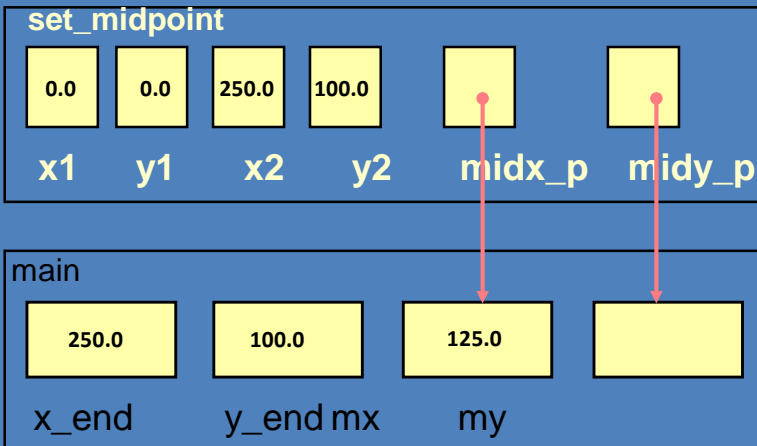 set_midpoint
0.0 0.0 250.0 100.0
x1 y1 x2 y2 midx_p midy_p
main
250.0 100.0 125.0
x_end y_end mx my